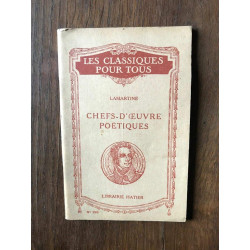 LES CLASSIQUES
POUR TOUS
LAMARTINE
CHEFS-D'ŒUVRE
POÉTIQUES
LIBRAIRIE HATIER